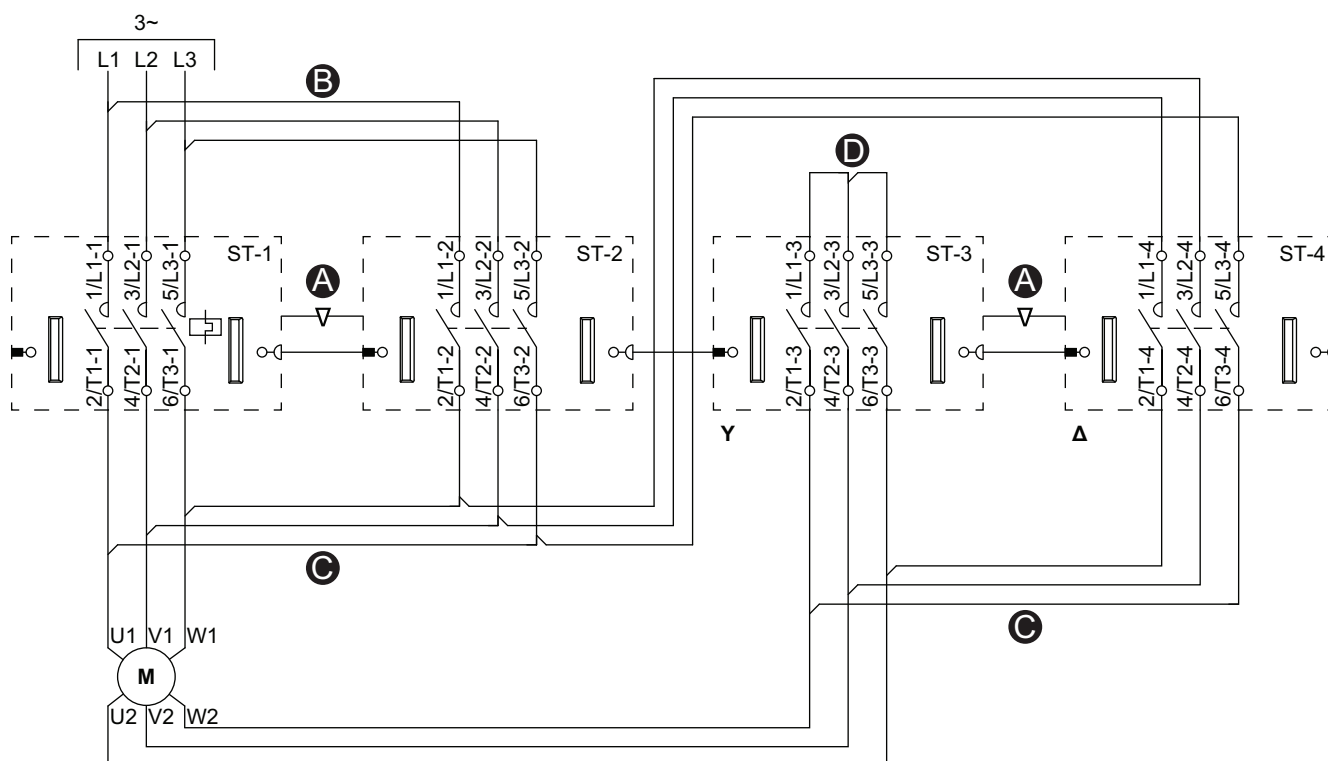 3~
L1 L2 L3
B
D
ST-1
ST-2
ST-3
ST-4
1/L1-1 3/L2-1 5/L3-1
1/L1-2 3/L2-2 5/L3-2
1/L1-3 3/L2-3 5/L3-3
1/L1-4 3/L2-4 5/L3-4
A
A
2/T1-1 4/T2-1 6/T3-1
2/T1-2 4/T2-2 6/T3-2
2/T1-3 4/T2-3 6/T3-3
2/T1-4 4/T2-4 6/T3-4
Y
Δ
C
C
U1 V1 W1
M
U2 V2 W2